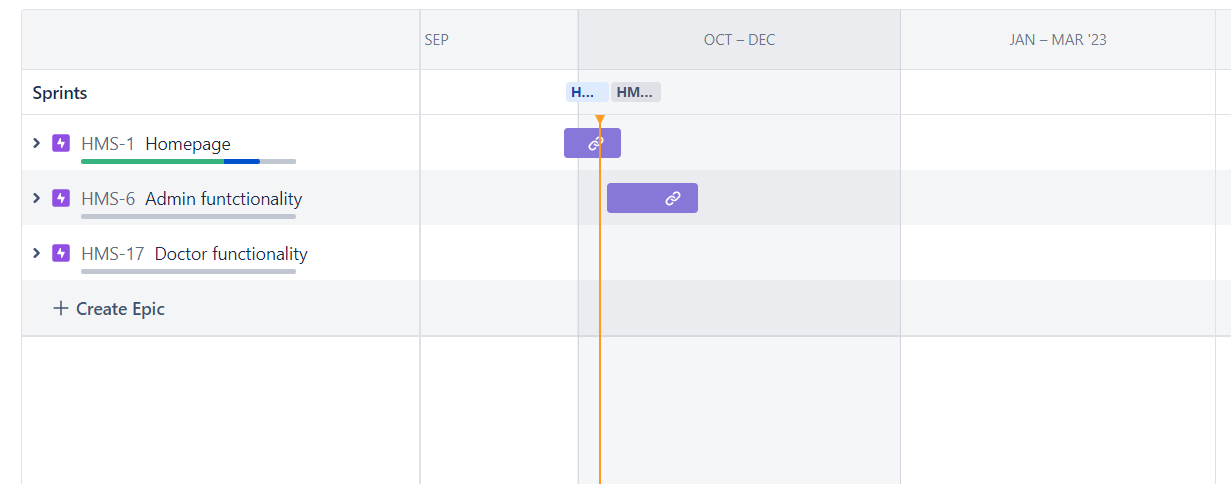 SEP OCT – DEC JAN – MAR '23
Sprints H... HM...
HMS-1 Homepage
HMS-6 Admin funtctionality
HMS-17 Doctor functionality
+ Create Epic